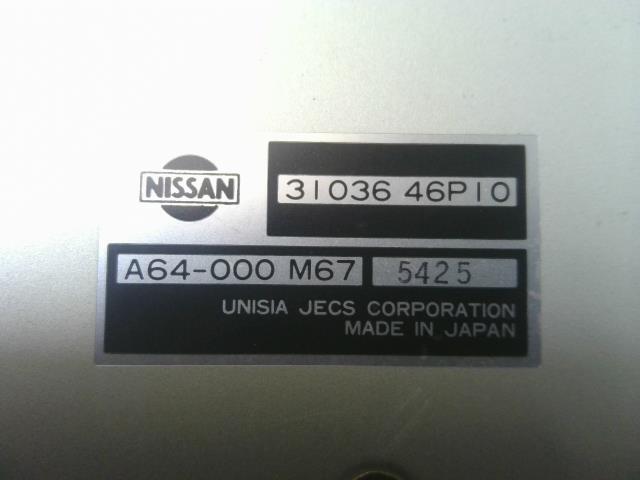 NISSAN
31036 46P10
A64-000 M67 5425
UNISIA JECS CORPORATION
MADE IN JAPAN